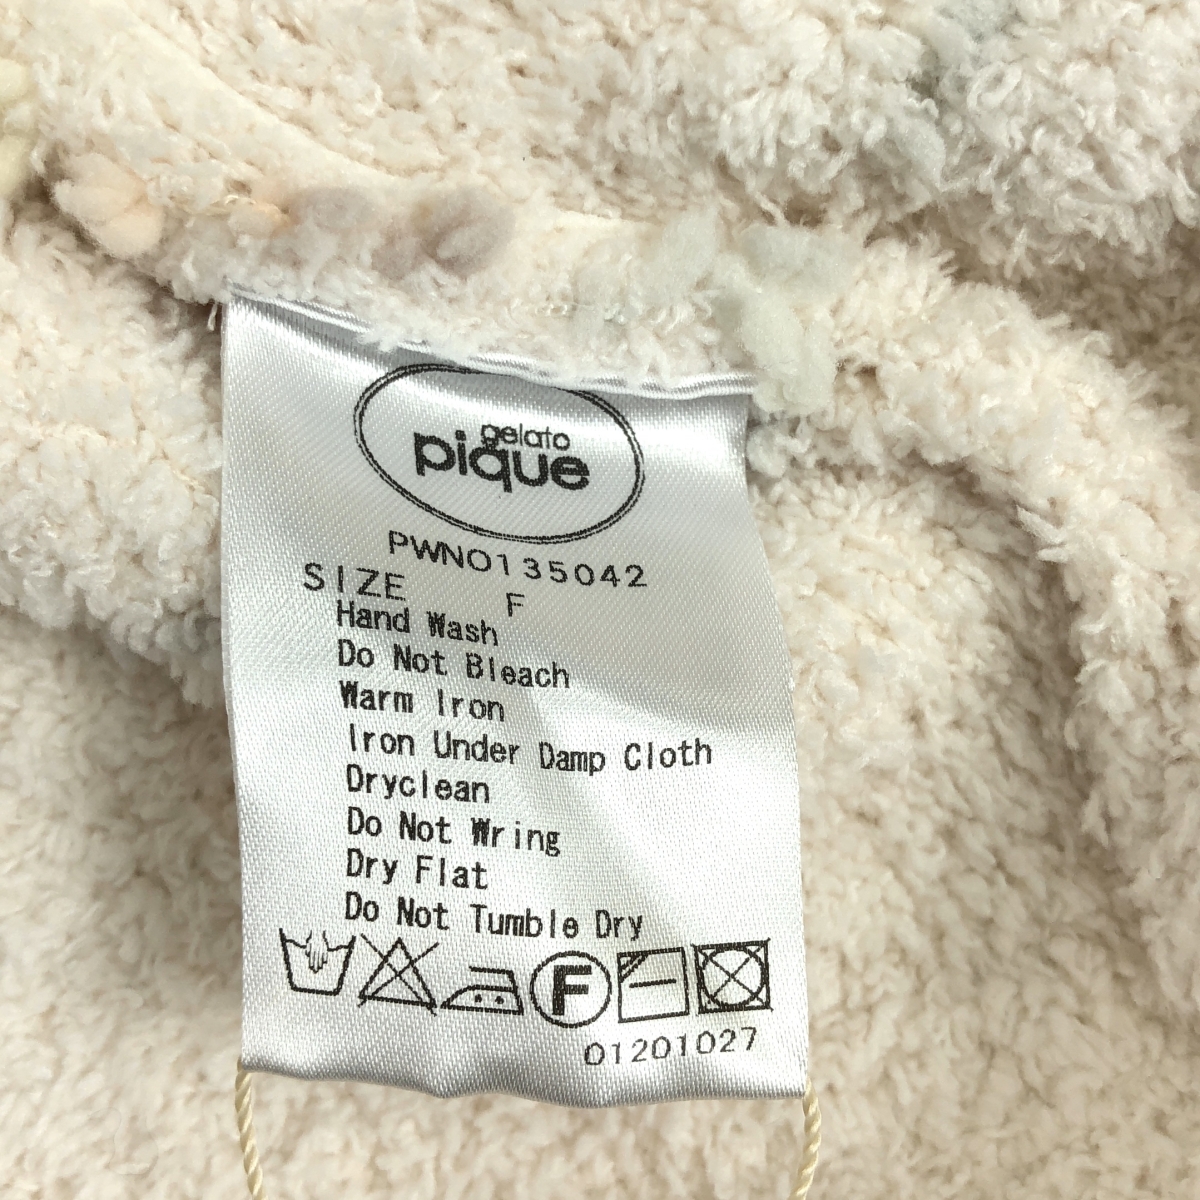 gelato
pique
PWNO135042
SIZE F
Hand Wash
Do Not Bleach
Warm Iron
Iron Under Damp Cloth
Dryclean
Do Not Wring
Dry Flat
Do Not Tumble Dry
F
01201027